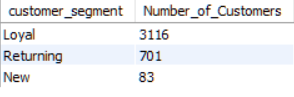 customer_segment Number_of_Customers
Loyal 3116
Returning 701
New 83